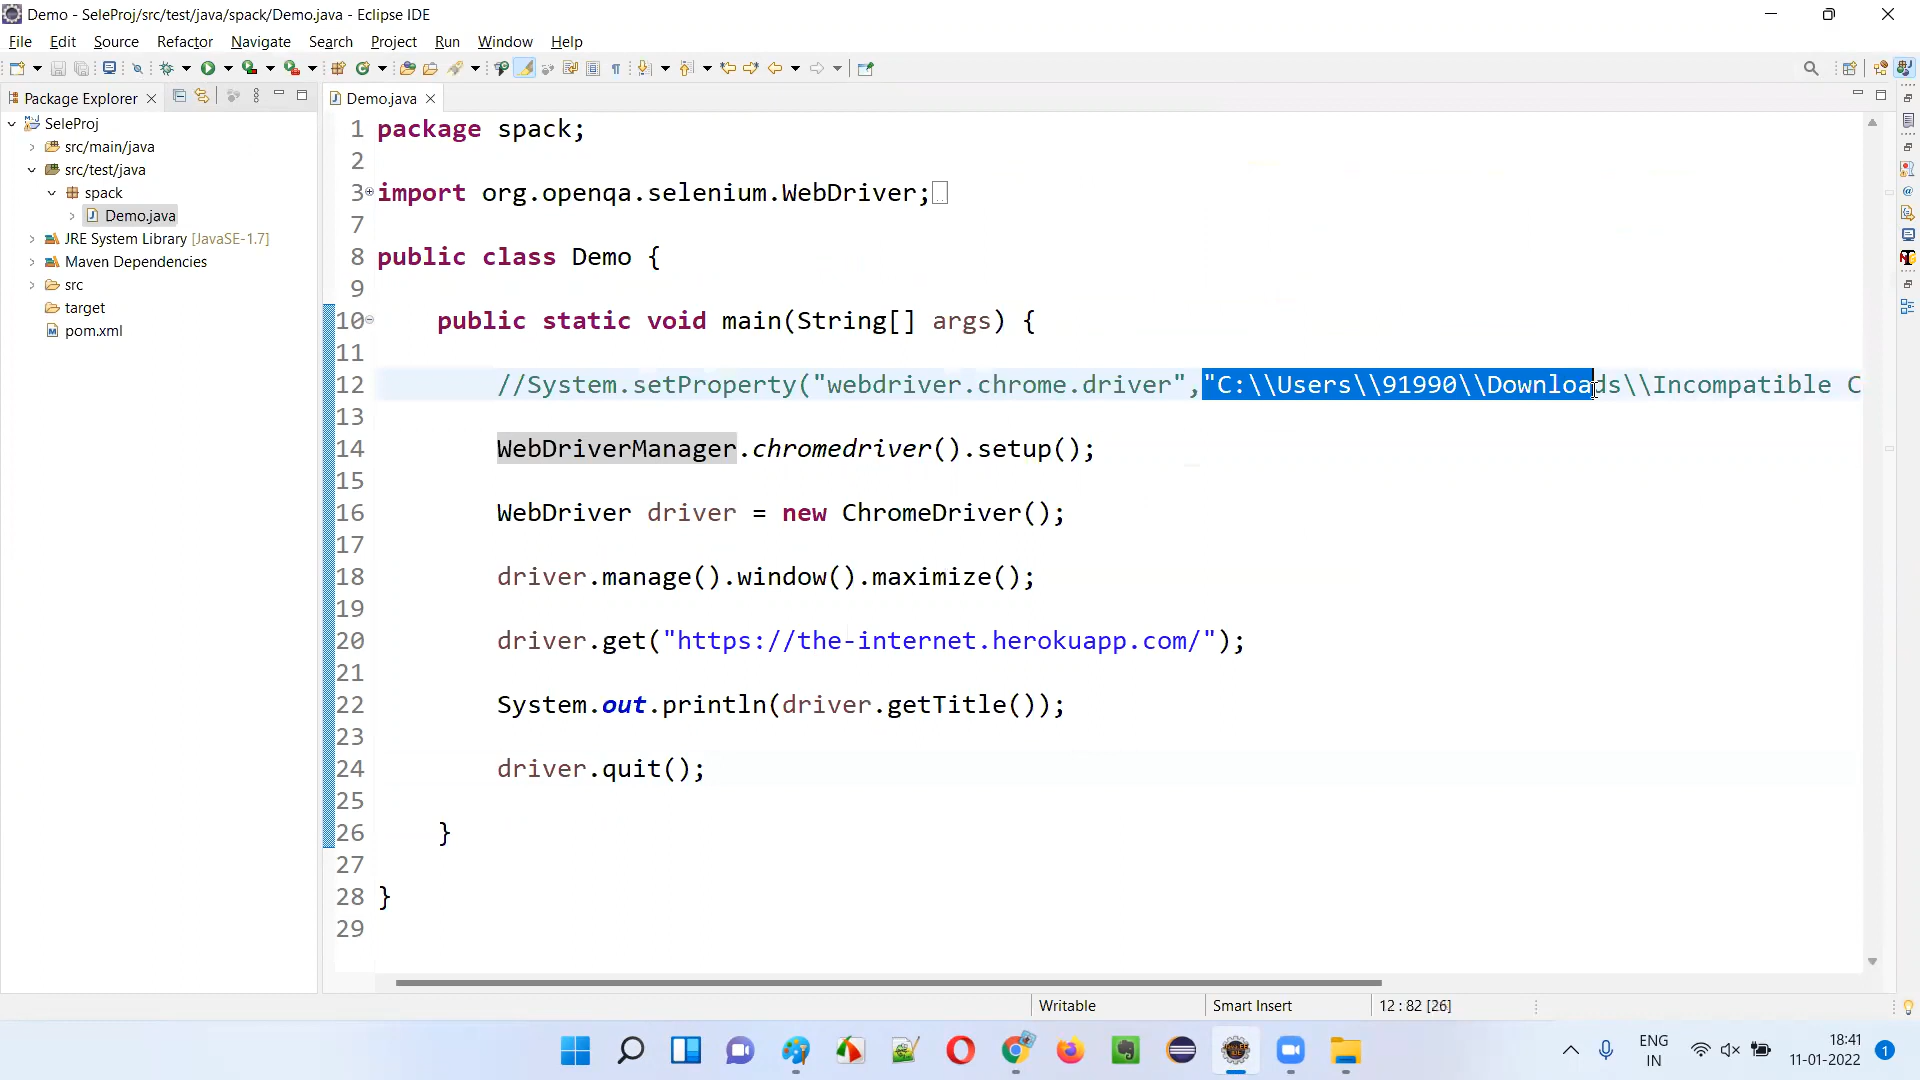 Demo - SeleProj/src/test/java/spack/Demo.java - Eclipse IDE
File Edit Source Refactor Navigate Search Project Run Window Help
Package Explorer
SeleProj
src/main/java
src/test/java
spack
Demo.java
JRE System Library [JavaSE-1.7]
Maven Dependencies
src
target
pom.xml
Demo.java
1 package spack;
2
3 import org.openqa.selenium.WebDriver;
7
8 public class Demo {
9
10 public static void main(String[] args) {
11
12 //System.setProperty("webdriver.chrome.driver","C:\\Users\\91990\\Downloads\\Incompatible C
13
14 WebDriverManager.chromedriver().setup();
15
16 WebDriver driver = new ChromeDriver();
17
18 driver.manage().window().maximize();
19
20 driver.get("https://the-internet.herokuapp.com/");
21
22 System.out.println(driver.getTitle());
23
24 driver.quit();
25
26 }
27
28 }
29
Writable Smart Insert 12 : 82 [26]
ENG
IN
18:41
11-01-2022
1